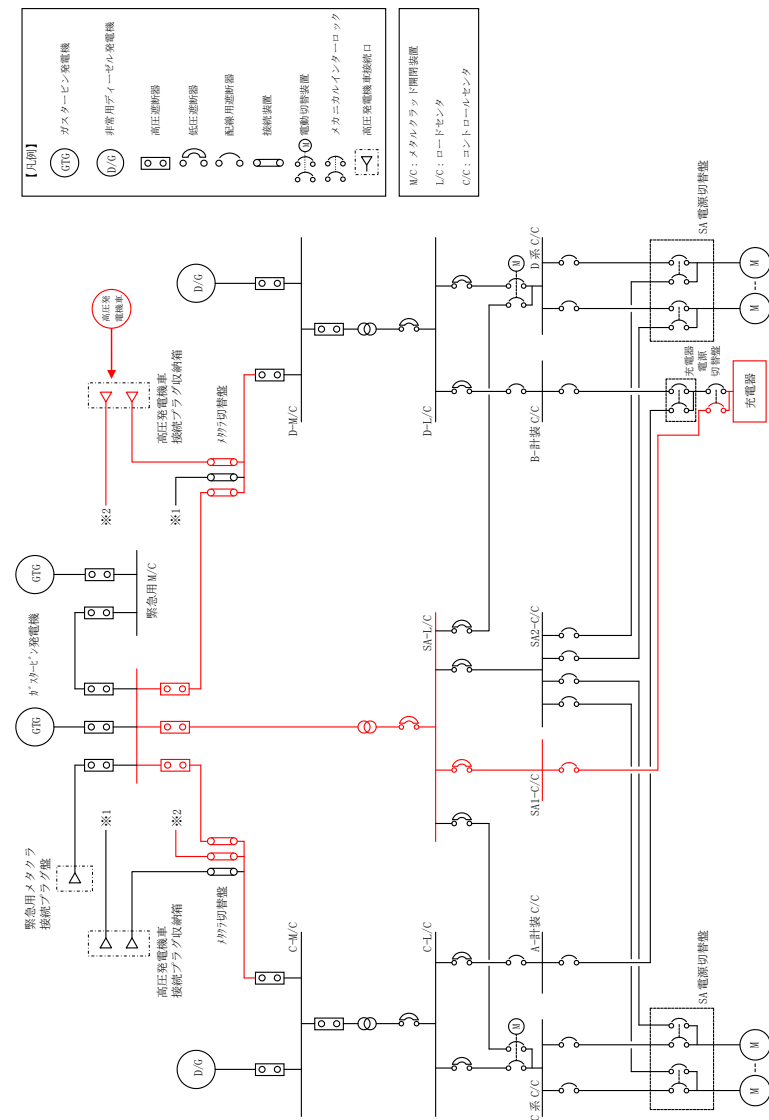 【凡例】
GTG
ガスタービン発電機
D/G
非常用ディーゼル発電機
高圧遮断器
低圧遮断器
配線用遮断器
接続装置
M
電動切替装置
メカニカルインターロック
高圧発電機車接続口
M/C：メタルクラッド開閉装置
L/C：ロードセンタ
C/C：コントロールセンタ
緊急用メタクラ
接続プラグ盤
GTG
ガスタービン発電機
GTG
緊急用M/C
高圧発
電機車
高圧発電機車
接続プラグ収納箱
※1
※2
高圧発電機車
接続プラグ収納箱
※2
※1
メタクラ切替盤
メタクラ切替盤
D/G
D/G
C-M/C
D-M/C
C-L/C
SA-L/C
D-L/C
M
M
C系C/C
A-計装C/C
SA1-C/C
SA2-C/C
B-計装C/C
D系C/C
充電器
電源
切替盤
充電器
SA電源切替盤
SA電源切替盤
M
M
M
M